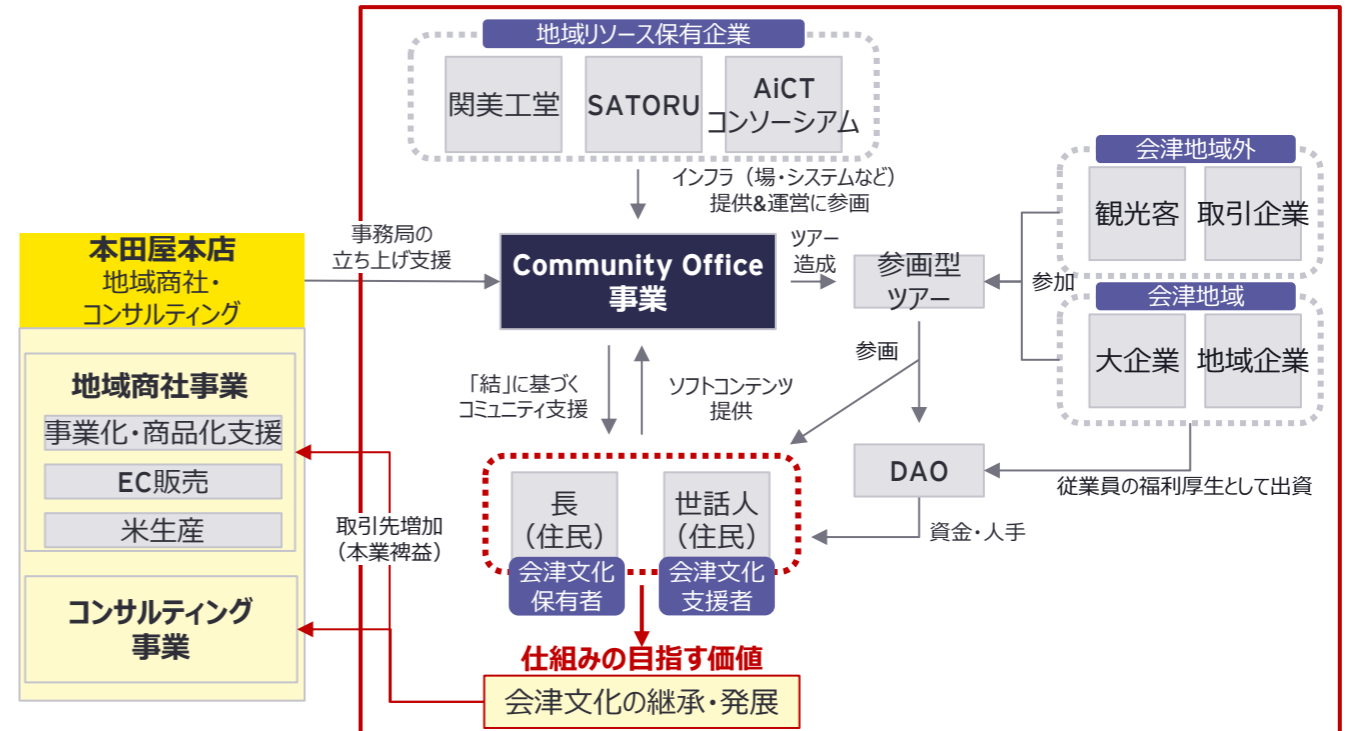 地域リソース保有企業
関美工堂
SATORU
AiCT
コンソーシアム
インフラ（場・システムなど）
提供&運営に参画
会津地域外
観光客
取引企業
本田屋本店
地域商社・
コンサルティング
事務局の
立ち上げ支援
Community Office
事業
ツアー
造成
参画型
ツアー
参加
会津地域
大企業
地域企業
地域商社事業
事業化・商品化支援
EC販売
米生産
「結」に基づく
コミュニティ支援
ソフトコンテンツ
提供
参画
DAO
従業員の福利厚生として出資
資金・人手
取引先増加
（本業裨益）
長
（住民）
世話人
（住民）
会津文化
保有者
会津文化
支援者
コンサルティング
事業
仕組みの目指す価値
会津文化の継承・発展